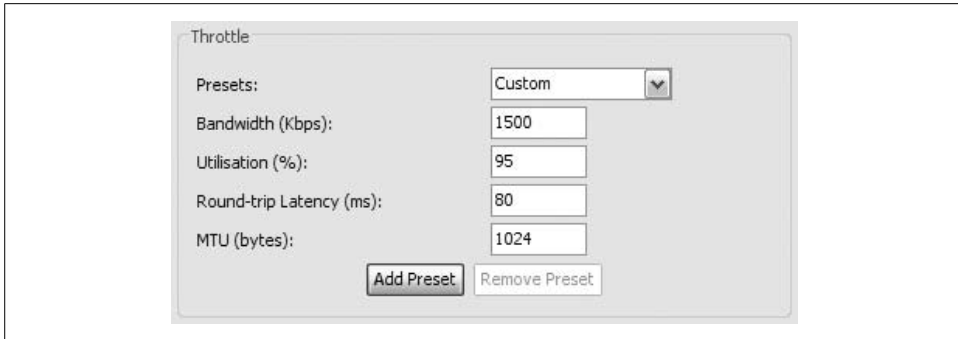 Throttle
Presets: Custom
Bandwidth (Kbps): 1500
Utilisation (%): 95
Round-trip Latency (ms): 80
MTU (bytes): 1024
Add Preset Remove Preset